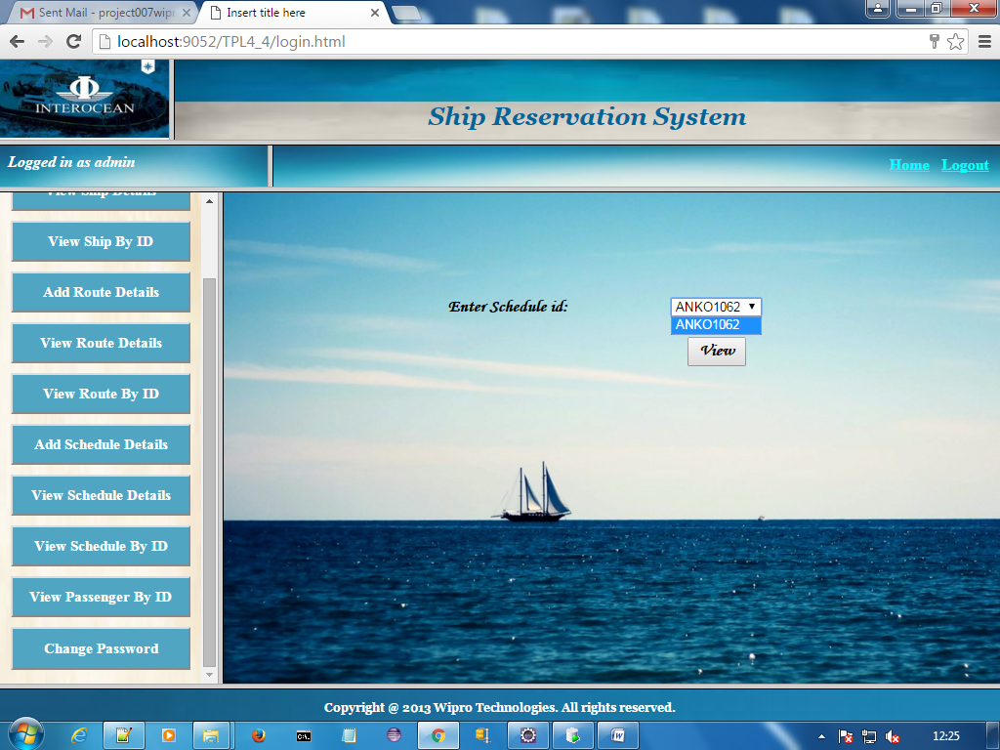 Sent Mail - project007wip
Insert title here
localhost:9052/TPL4_4/login.html
INTEROCEAN
Ship Reservation System
Logged in as admin
Home Logout
View Ship Details
View Ship By ID
Add Route Details
View Route Details
View Route By ID
Add Schedule Details
View Schedule Details
View Schedule By ID
View Passenger By ID
Change Password
Enter Schedule id:
ANKO1062
ANKO1062
View
Copyright @ 2013 Wipro Technologies. All rights reserved.
12:25